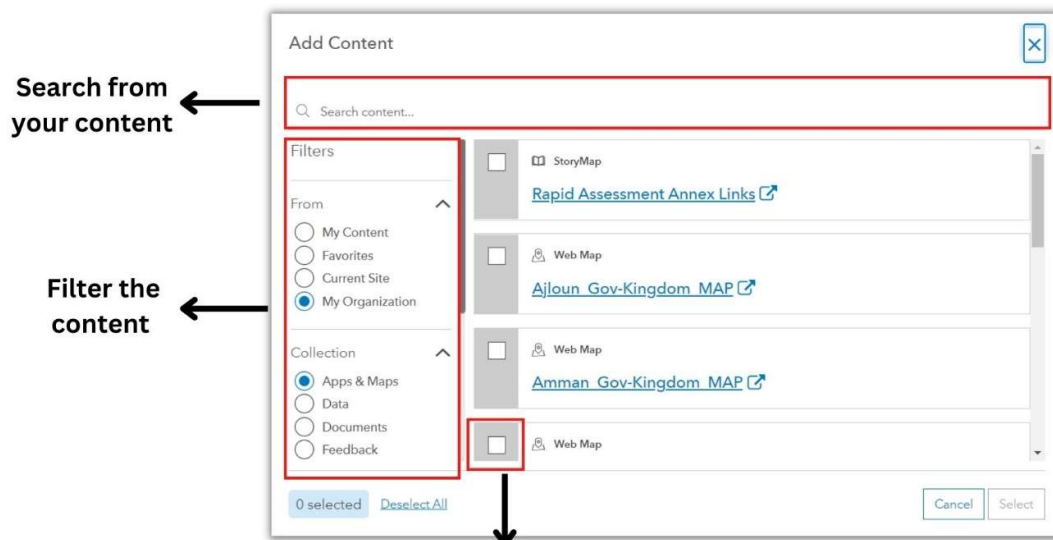 Add Content
Search from
your content
Search content...
Filters
From
My Content
Favorites
Current Site
My Organization
Filter the
content
Collection
Apps & Maps
Data
Documents
Feedback
StoryMap
Rapid Assessment Annex Links
Web Map
Ajloun_Gov-Kingdom_MAP
Web Map
Amman_Gov-Kingdom_MAP
Web Map
0 selected Deselect All
Cancel Select